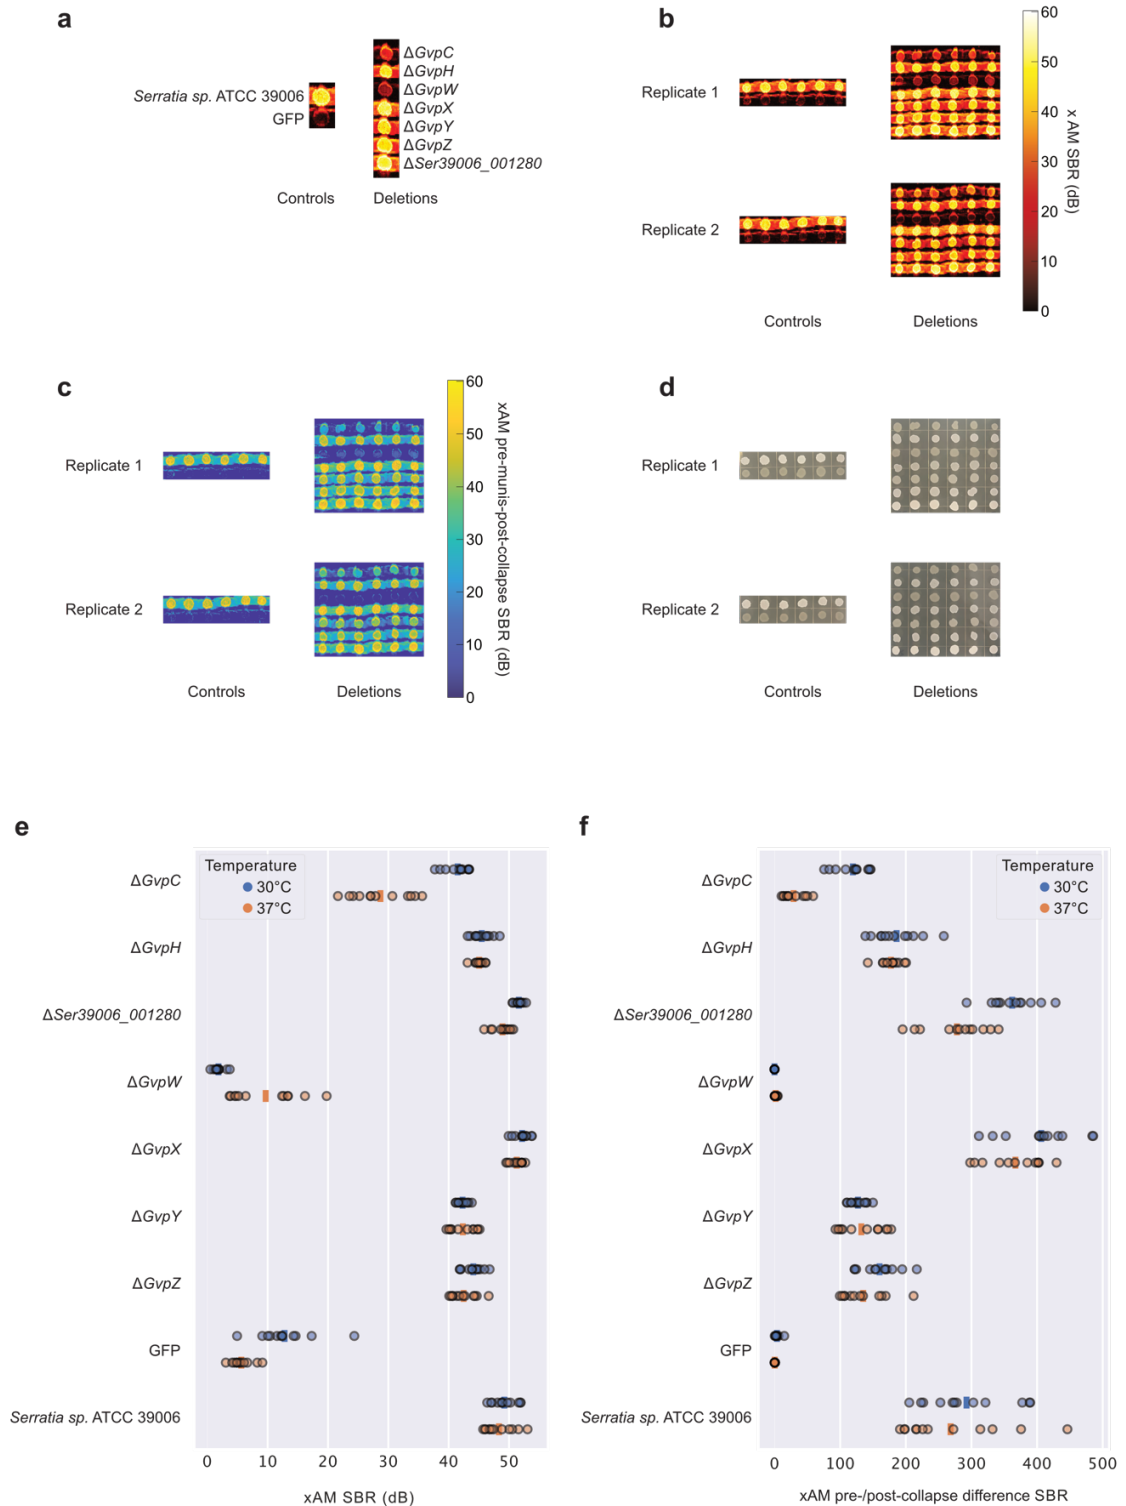 a
Serratia sp. ATCC 39006
GFP
ΔGvpC
ΔGvpH
ΔGvpW
ΔGvpX
ΔGvpY
ΔGvpZ
ΔSer39006_001280
Controls
Deletions
b
Replicate 1
Replicate 2
Controls
Deletions
60
50
40
30
20
10
0
x AM SBR (dB)
c
Replicate 1
Replicate 2
Controls
Deletions
60
50
40
30
20
10
0
xAM pre-munis-post-collapse SBR (dB)
d
Replicate 1
Replicate 2
Controls
Deletions
e
Temperature
30°C
37°C
ΔGvpC
ΔGvpH
ΔSer39006_001280
ΔGvpW
ΔGvpX
ΔGvpY
ΔGvpZ
GFP
Serratia sp. ATCC 39006
0 10 20 30 40 50
xAM SBR (dB)
f
Temperature
30°C
37°C
ΔGvpC
ΔGvpH
ΔSer39006_001280
ΔGvpW
ΔGvpX
ΔGvpY
ΔGvpZ
GFP
Serratia sp. ATCC 39006
0 100 200 300 400 500
xAM pre-/post-collapse difference SBR